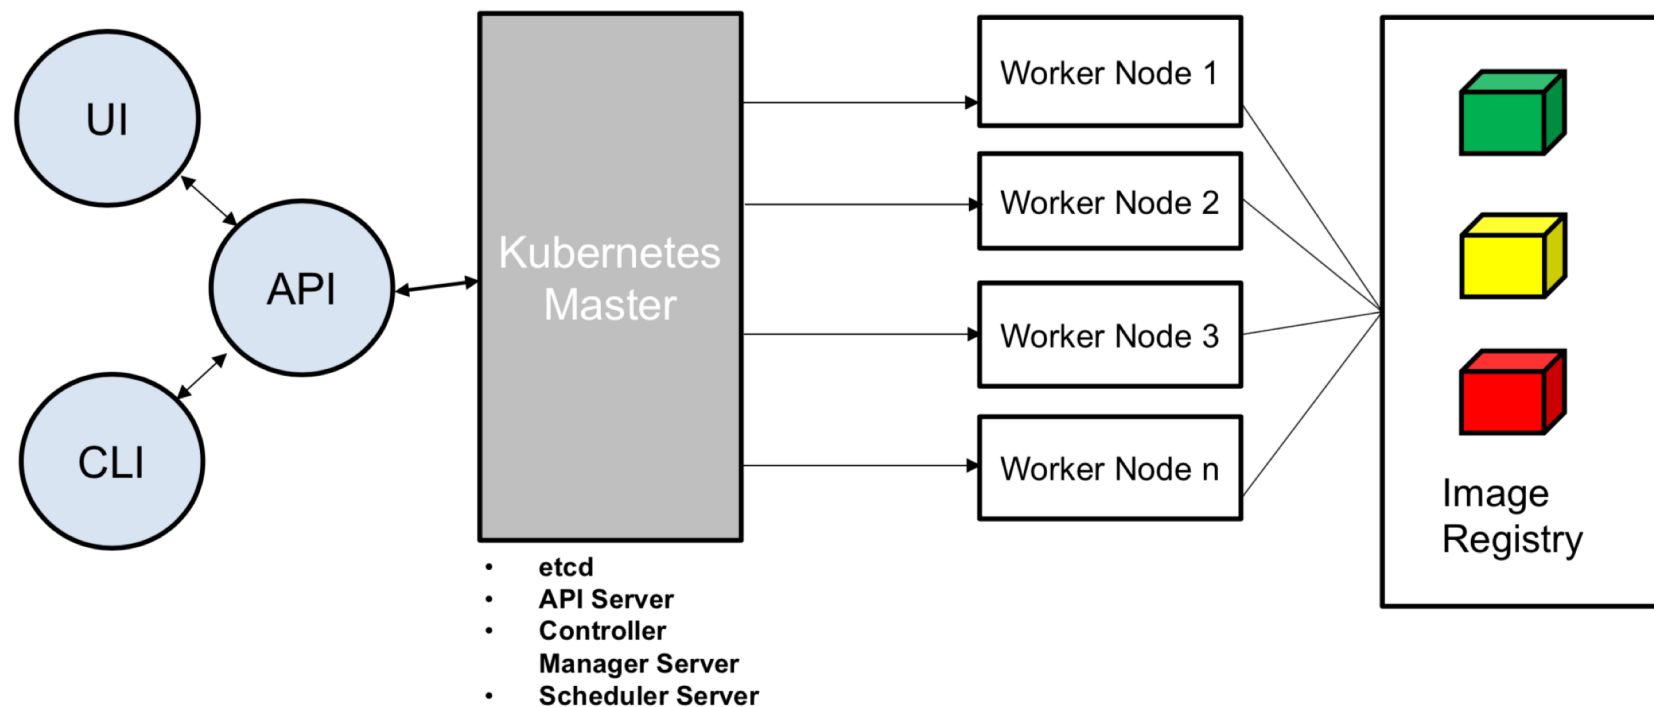 UI
API
CLI
Kubernetes
Master
• etcd
• API Server
• Controller
Manager Server
• Scheduler Server
Worker Node 1
Worker Node 2
Worker Node 3
Worker Node n
Image
Registry